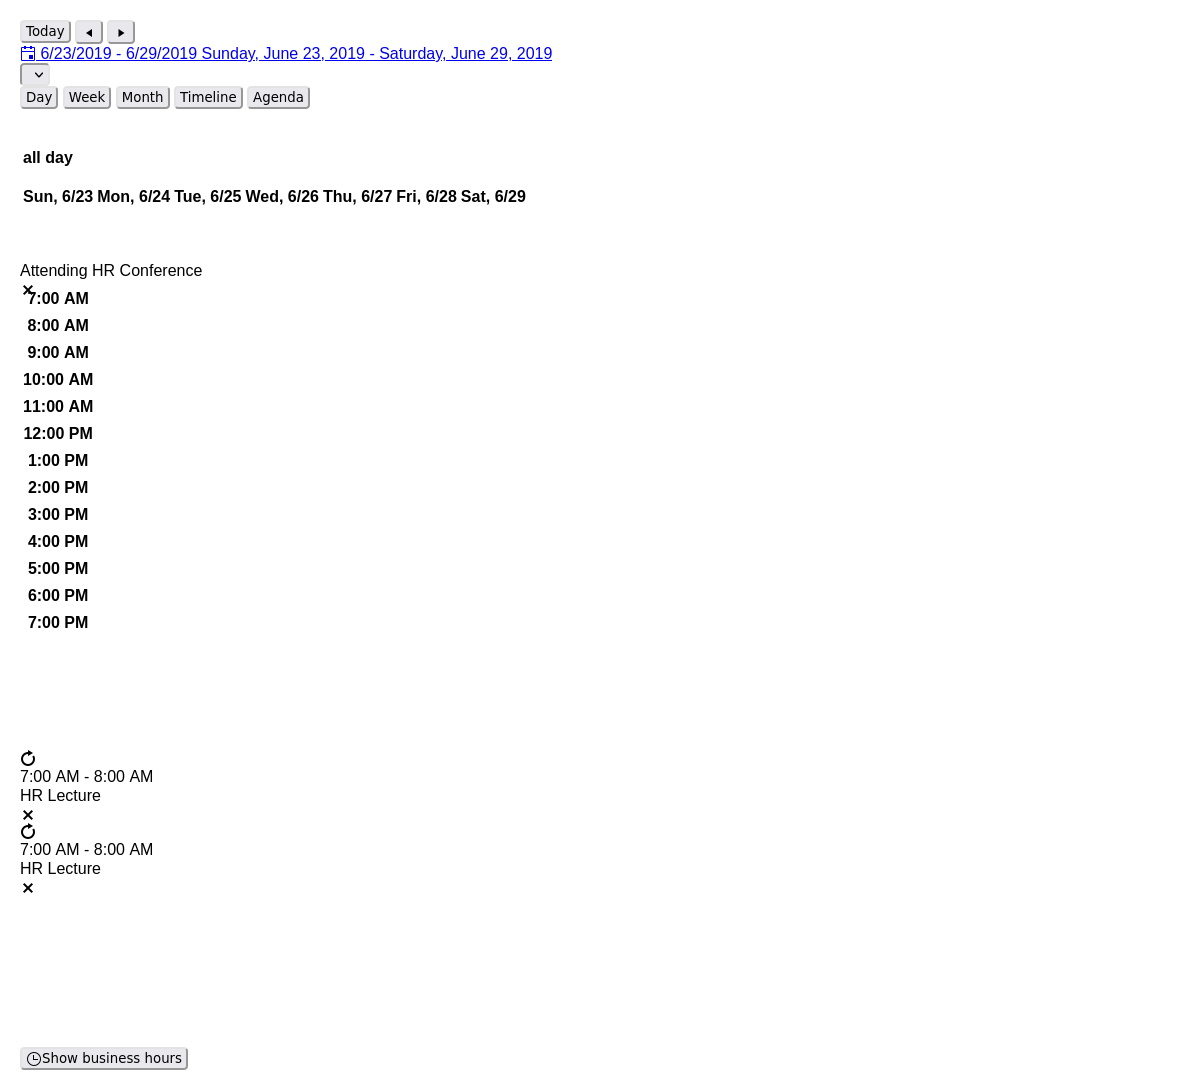 Today
6/23/2019 - 6/29/2019 Sunday, June 23, 2019 - Saturday, June 29, 2019
Day Week Month Timeline Agenda
all day
Sun, 6/23 Mon, 6/24 Tue, 6/25 Wed, 6/26 Thu, 6/27 Fri, 6/28 Sat, 6/29
Attending HR Conference
7:00 AM
8:00 AM
9:00 AM
10:00 AM
11:00 AM
12:00 PM
1:00 PM
2:00 PM
3:00 PM
4:00 PM
5:00 PM
6:00 PM
7:00 PM
7:00 AM - 8:00 AM
HR Lecture
7:00 AM - 8:00 AM
HR Lecture
Show business hours